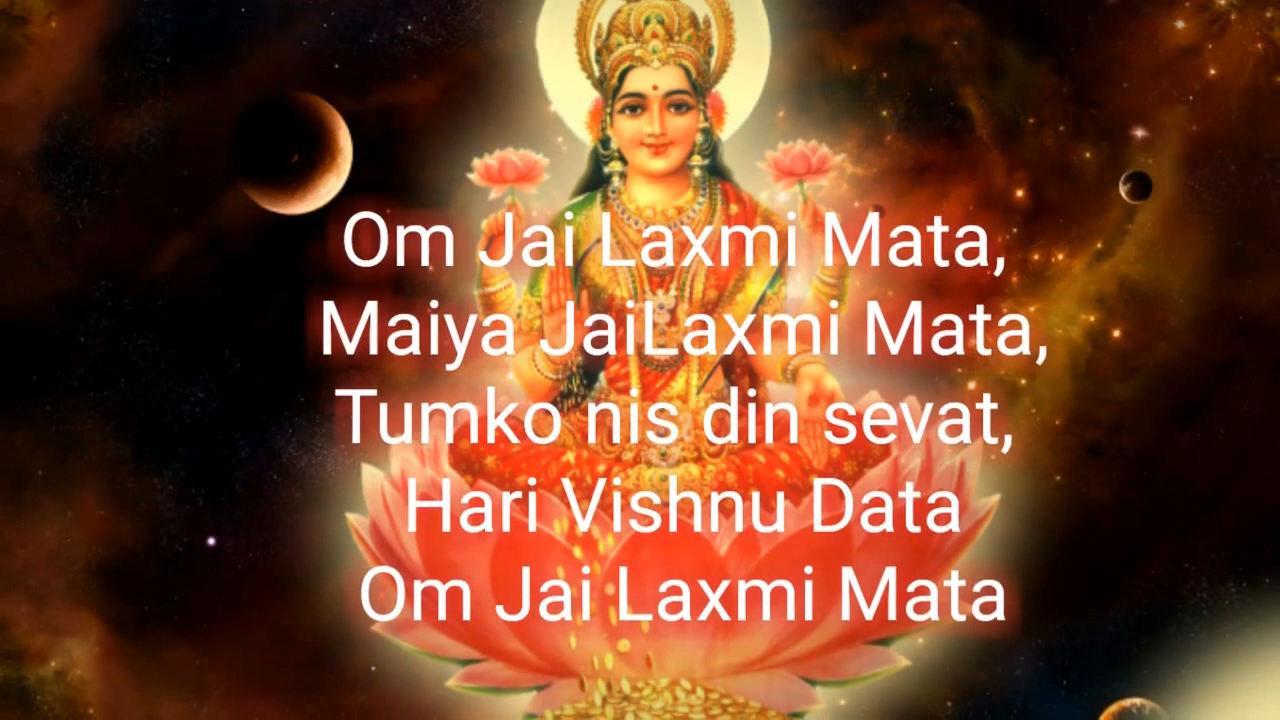 Om Jai Laxmi Mata,
Maiya JaiLaxmi Mata,
Tumko nis din sevat,
Hari Vishnu Data
Om Jai Laxmi Mata